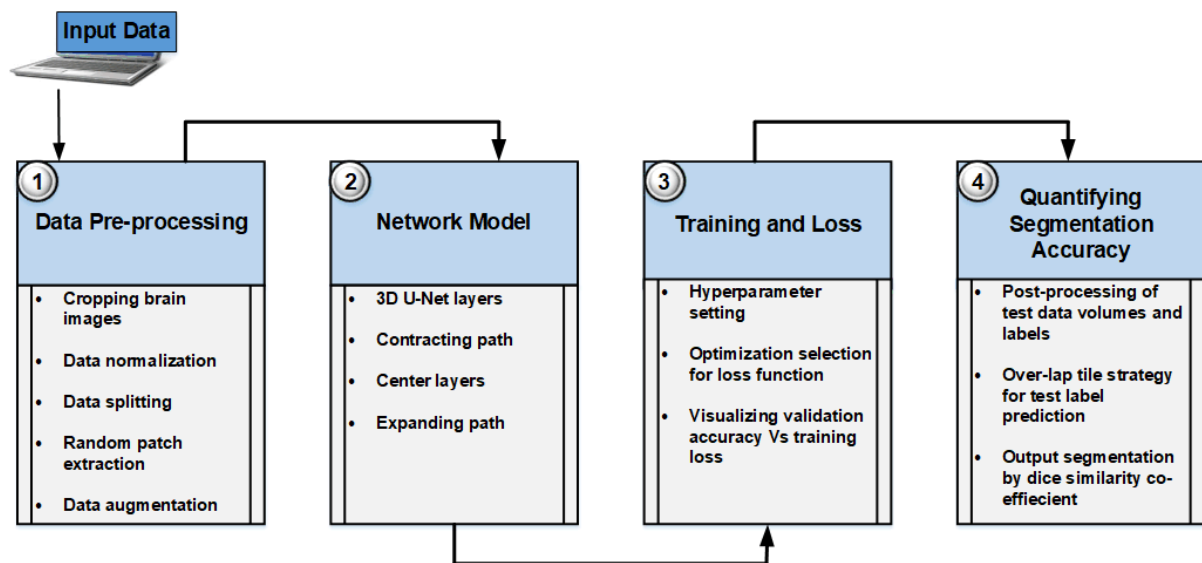 Input Data
1
Data Pre-processing
• Cropping brain
images
• Data normalization
• Data splitting
• Random patch
extraction
• Data augmentation
2
Network Model
• 3D U-Net layers
• Contracting path
• Center layers
• Expanding path
3
Training and Loss
• Hyperparameter
setting
• Optimization selection
for loss function
• Visualizing validation
accuracy Vs training
loss
4
Quantifying
Segmentation
Accuracy
• Post-processing of
test data volumes and
labels
• Over-lap tile strategy
for test label
prediction
• Output segmentation
by dice similarity co-
effiecient